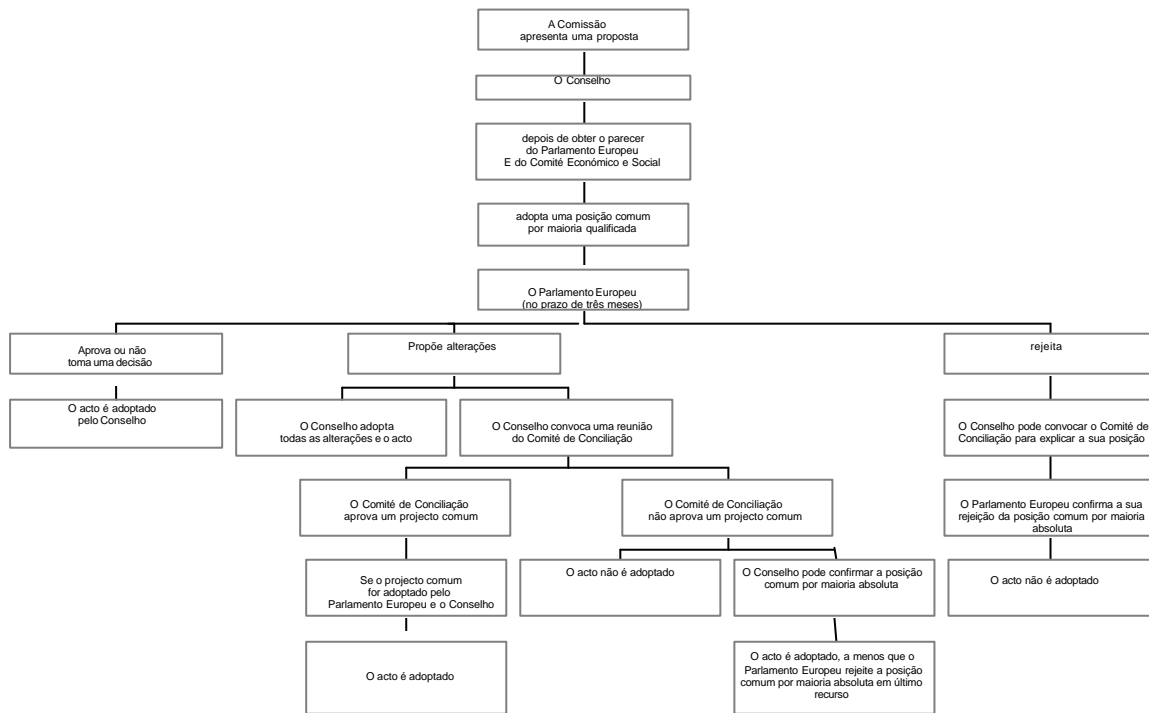 A Comissão
apresenta uma proposta
O Conselho
depois de obter o parecer
do Parlamento Europeu
E do Comité Económico e Social
adopta uma posição comum
por maioria qualificada
O Parlamento Europeu
(no prazo de três meses)
Aprova ou não
toma uma decisão
Propõe alterações
rejeita
O acto é adoptado
pelo Conselho
O Conselho adopta
todas as alterações e o acto
O Conselho convoca uma reunião
do Comité de Conciliação
O Conselho pode convocar o Comité de
Conciliação para explicar a sua posição
O Comité de Conciliação
aprova um projecto comum
O Comité de Conciliação
não aprova um projecto comum
O Parlamento Europeu confirma a sua
rejeição da posição comum por maioria
absoluta
Se o projecto comum
for adoptado pelo
Parlamento Europeu e o Conselho
O acto não é adoptado
O Conselho pode confirmar a posição
comum por maioria absoluta
O acto não é adoptado
O acto é adoptado
O acto é adoptado, a menos que o
Parlamento Europeu rejeite a posição
comum por maioria absoluta em último
recurso